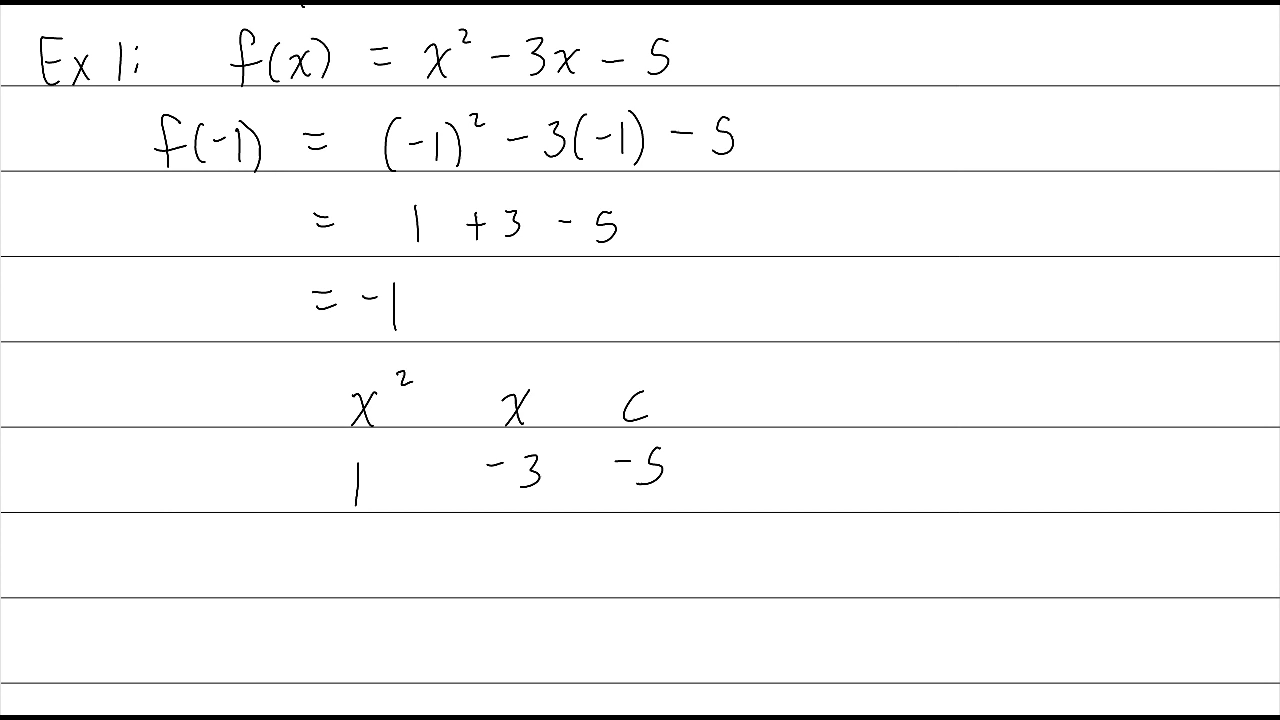 Ex 1: f(x) = x² - 3x - 5
f(-1) = (-1)² - 3(-1) - 5
= 1 + 3 - 5
= -1
x² x c
1 -3 -5